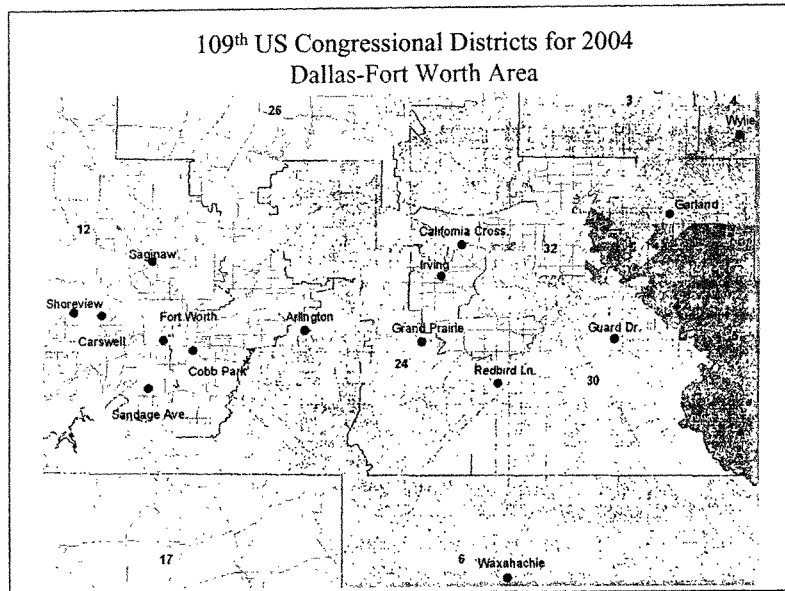 109th US Congressional Districts for 2004
Dallas-Fort Worth Area
26
3
4
Wylie
Garland
12
California Cross.
32
Saginaw
Irving
Shoreview
Fort Worth
Arlington
Grand Prairie
Guard Dr.
Carswell
Cobb Park
24
Redbird Ln.
30
Sandage Ave.
17
6
Waxahachie